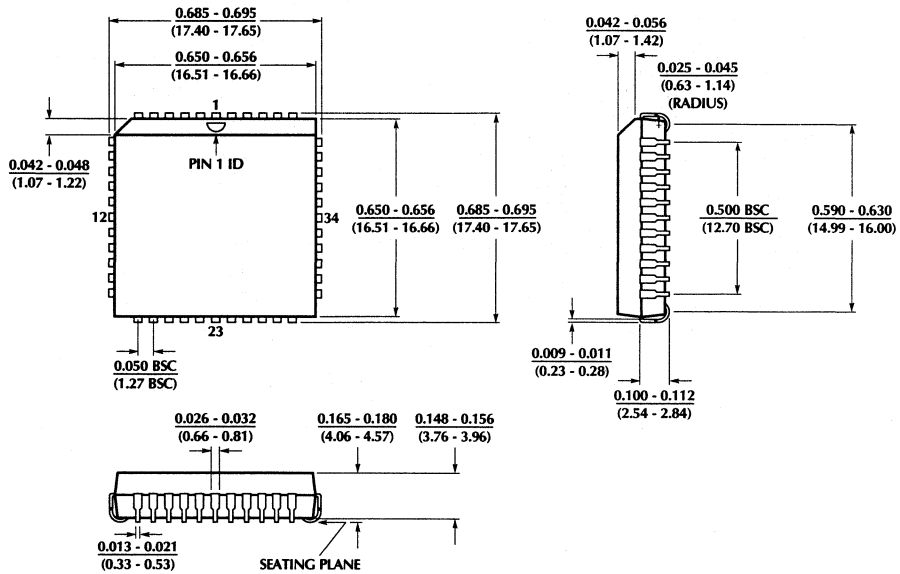 0.685 - 0.695
(17.40 - 17.65)
0.650 - 0.656
(16.51 - 16.66)
1
PIN 1 ID
0.042 - 0.048
(1.07 - 1.22)
12
34
23
0.650 - 0.656
(16.51 - 16.66)
0.685 - 0.695
(17.40 - 17.65)
0.050 BSC
(1.27 BSC)
0.042 - 0.056
(1.07 - 1.42)
0.025 - 0.045
(0.63 - 1.14)
(RADIUS)
0.500 BSC
(12.70 BSC)
0.590 - 0.630
(14.99 - 16.00)
0.009 - 0.011
(0.23 - 0.28)
0.100 - 0.112
(2.54 - 2.84)
0.026 - 0.032
(0.66 - 0.81)
0.165 - 0.180
(4.06 - 4.57)
0.148 - 0.156
(3.76 - 3.96)
0.013 - 0.021
(0.33 - 0.53)
SEATING PLANE